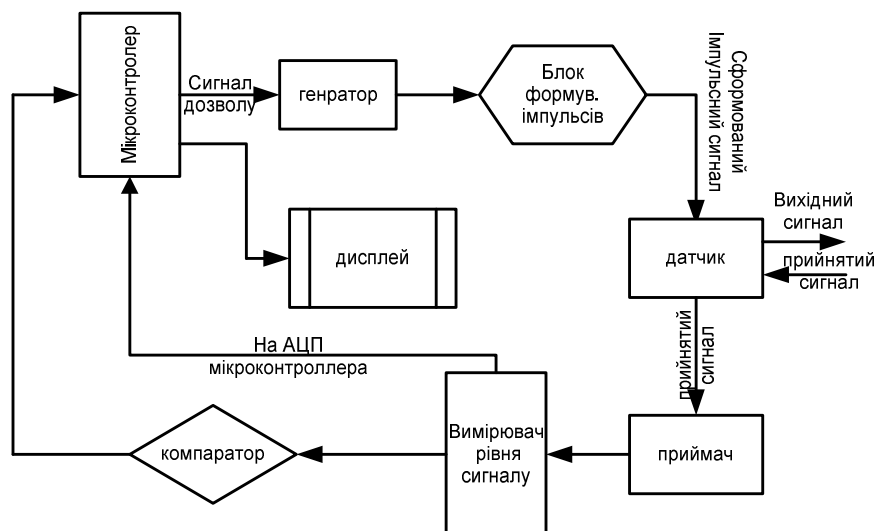 Мікроконтролер
Сигнал
дозволу
генратор
Блок
формув.
імпульсів
Сформований
Імпульсний сигнал
Вихідний
сигнал
датчик
прийнятий
сигнал
дисплей
прийнятий
сигнал
На АЦП
мікроконтроллера
компаратор
Вимірювач
рівня
сигналу
приймач